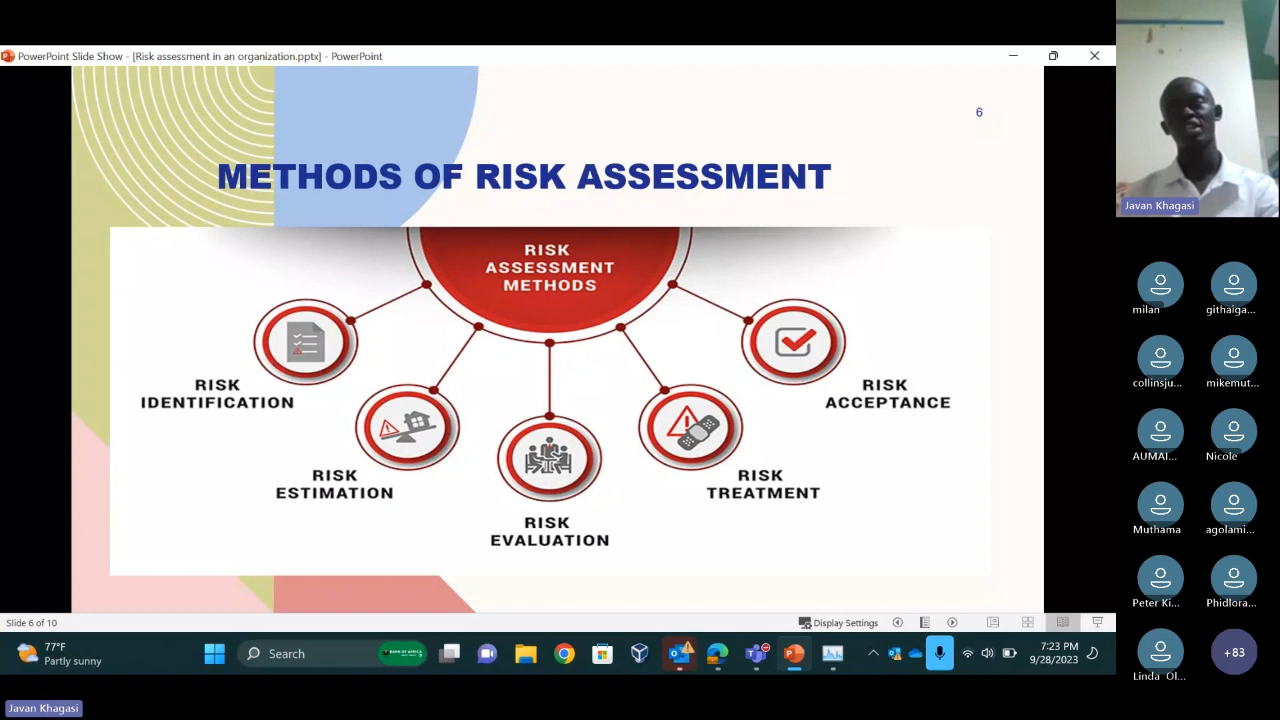 PowerPoint Slide Show - [Risk assessment in an organization.pptx] - PowerPoint
6
METHODS OF RISK ASSESSMENT
RISK
ASSESSMENT
METHODS
RISK
IDENTIFICATION
RISK
ESTIMATION
RISK
EVALUATION
RISK
TREATMENT
RISK
ACCEPTANCE
Slide 6 of 10
Display Settings
77°F
Partly sunny
Search
BANK OF AFRICA
7:23 PM
9/28/2023
Javan Khagasi
milan
githaiga...
collinsju...
mikemut...
AUMAI...
Nicole
Muthama
agolami...
Peter Ki...
Phidlora...
Linda Ol...
+83
Javan Khagasi